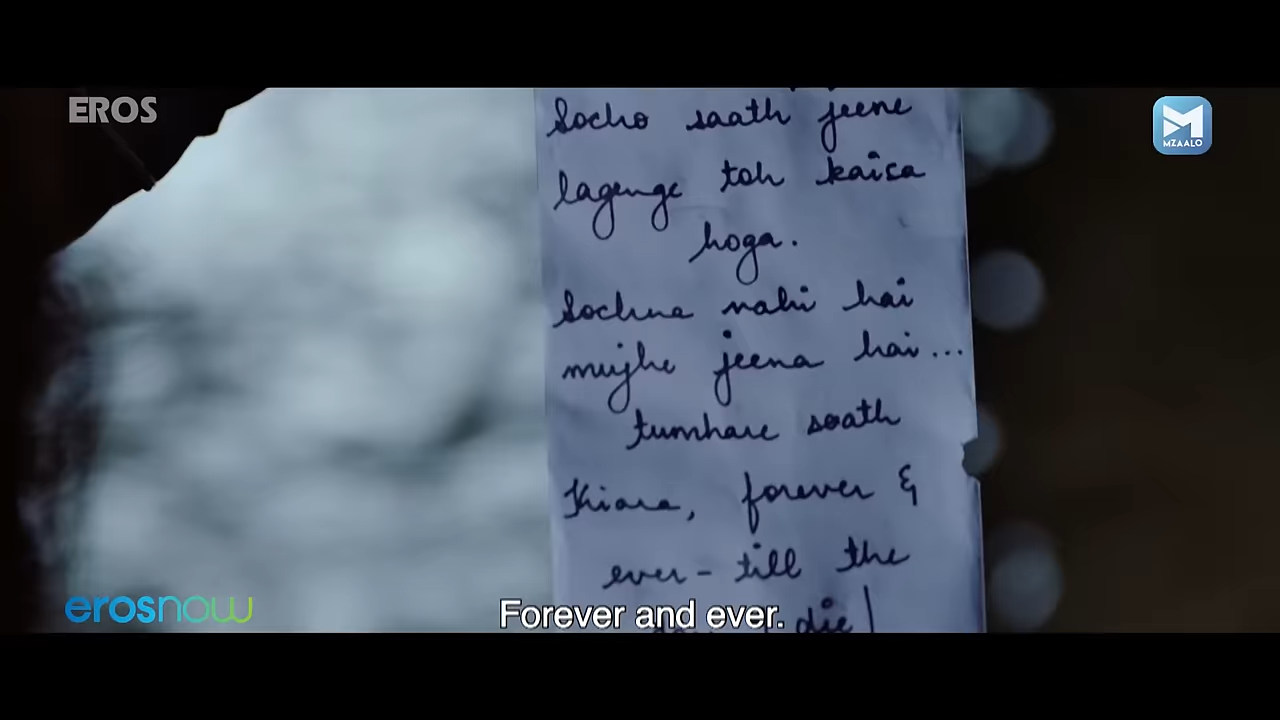 EROS
MZAALO
Socho saath jeene
lagenge toh kaisa
hoga.
Sochna nahi hai
mujhe jeena hai...
tumhare saath
Kiara, forever &
ever- till the
die!
erosnow
Forever and ever.